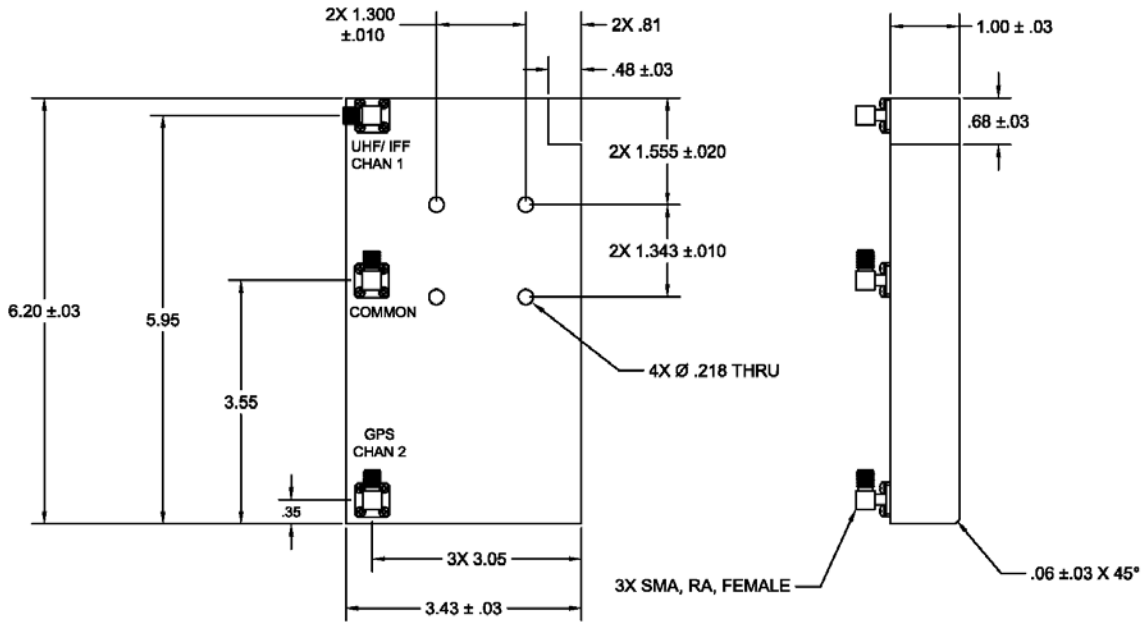 2X 1.300
±.010
2X .81
1.00 ± .03
.48 ±.03
.68 ±.03
UHF/ IFF
CHAN 1
2X 1.555 ±.020
2X 1.343 ±.010
6.20 ±.03
5.95
COMMON
4X Ø .218 THRU
3.55
GPS
CHAN 2
.35
3X 3.05
3X SMA, RA, FEMALE
.06 ±.03 X 45°
3.43 ± .03